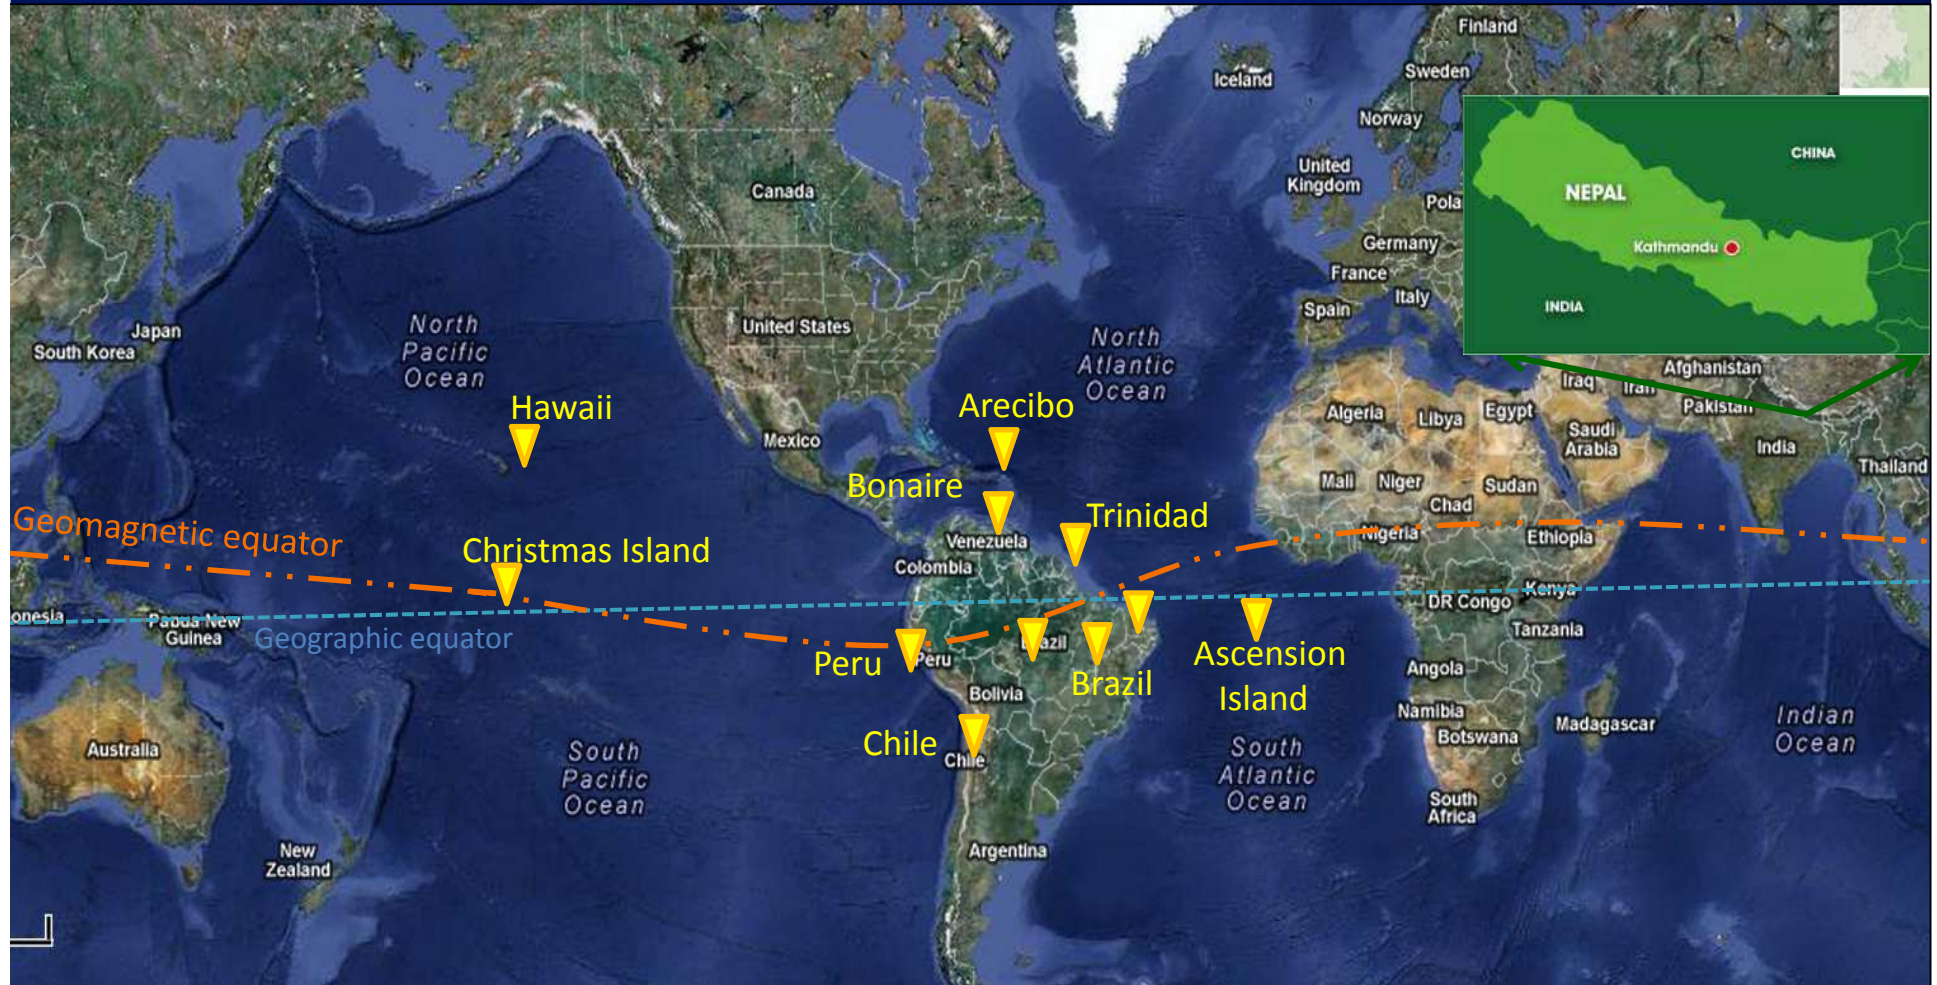 Finland
Sweden
Iceland
Norway
United
Kingdom
Pola
Germany
France
Italy
Spain
CHINA
NEPAL
Kathmandu
INDIA
Canada
United States
Mexico
Japan
South Korea
North
Pacific
Ocean
North
Atlantic
Ocean
Hawaii
Arecibo
Bonaire
Trinidad
Algeria
Libya
Egypt
Iraq
Iran
Afghanistan
Pakistan
Saudi
Arabia
India
Thailand
Mali
Niger
Chad
Sudan
Nigeria
Ethiopia
Geomagnetic equator
Christmas Island
Venezuela
Colombia
DR Congo
Kenya
Tanzania
onesia
Papua New
Guinea
Geographic equator
Peru
Peru
Brazil
Brazil
Ascension
Island
Bolivia
Angola
Namibia
Botswana
Madagascar
Indian
Ocean
Chile
Chile
Australia
South
Pacific
Ocean
South
Atlantic
Ocean
South
Africa
New
Zealand
Argentina